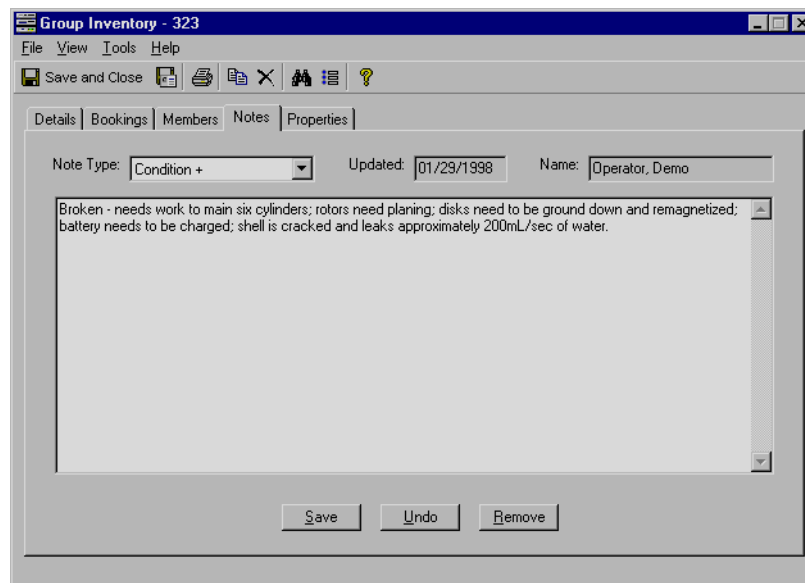 Group Inventory - 323
File View Tools Help
Save and Close
Details Bookings Members Notes Properties
Note Type: Condition + Updated: 01/29/1998 Name: Operator, Demo
Broken - needs work to main six cylinders; rotors need planing; disks need to be ground down and remagnetized;
battery needs to be charged; shell is cracked and leaks approximately 200mL/sec of water.
Save Undo Remove